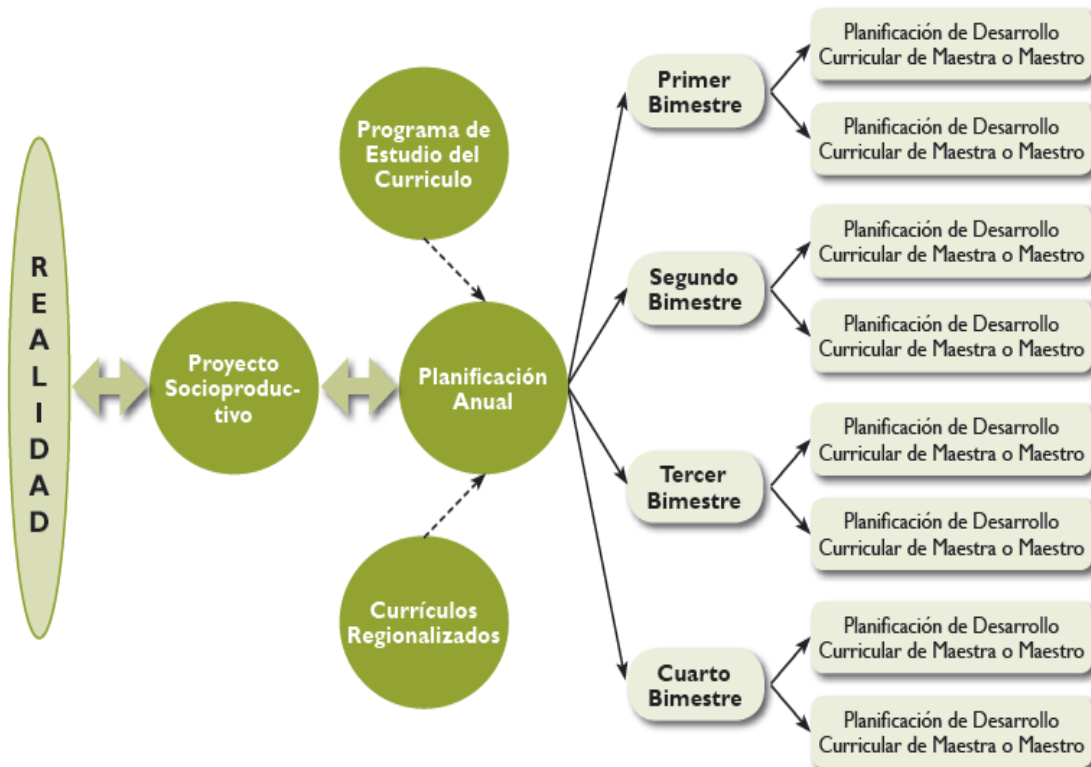 REALIDAD
Proyecto
Socioproduc-
tivo
Programa de
Estudio del
Curriculo
Planificación
Anual
Currículos
Regionalizados
Primer
Bimestre
Planificación de Desarrollo
Curricular de Maestra o Maestro
Planificación de Desarrollo
Curricular de Maestra o Maestro
Segundo
Bimestre
Planificación de Desarrollo
Curricular de Maestra o Maestro
Planificación de Desarrollo
Curricular de Maestra o Maestro
Tercer
Bimestre
Planificación de Desarrollo
Curricular de Maestra o Maestro
Planificación de Desarrollo
Curricular de Maestra o Maestro
Cuarto
Bimestre
Planificación de Desarrollo
Curricular de Maestra o Maestro
Planificación de Desarrollo
Curricular de Maestra o Maestro